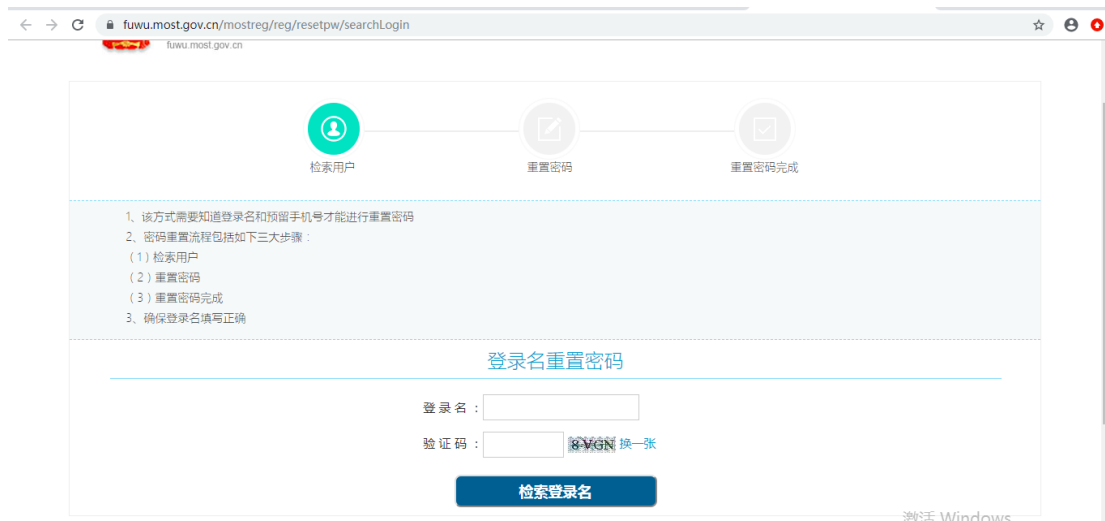 fuwu.most.gov.cn/mostreg/reg/resetpw/searchLogin
fuwu.most.gov.cn
检索用户
重置密码
重置密码完成
1、该方式需要知道登录名和预留手机号才能进行重置密码
2、密码重置流程包括如下三大步骤：
（1）检索用户
（2）重置密码
（3）重置密码完成
3、确保登录名填写正确
登录名重置密码
登 录 名 ：
验 证 码 ： 8-VGN 换一张
检索登录名
激活 Windows